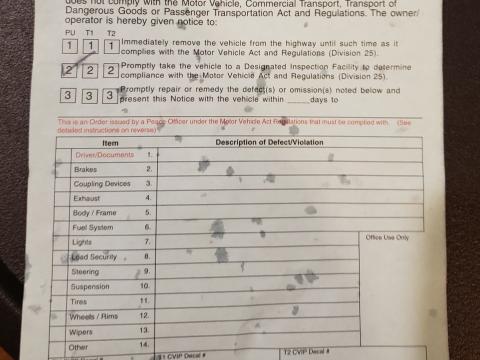 does not comply with the Motor Vehicle, Commercial Transport, Transport of
Dangerous Goods or Passenger Transportation Act and Regulations. The owner/
operator is hereby given notice to:
PU T1 T2
1 1 1 Immediately remove the vehicle from the highway until such time as it
complies with the Motor Vehicle Act and Regulations (Division 25).
2 2 2 Promptly take the vehicle to a Designated Inspection Facility to determine
compliance with the Motor Vehicle Act and Regulations (Division 25).
3 3 3 Promptly repair or remedy the defect(s) or omission(s) noted below and
present this Notice with the vehicle within _____ days to
This is an Order issued by a Peace Officer under the Motor Vehicle Act Regulations that must be complied with. (See
detailed instructions on reverse)
Item Description of Defect/Violation
Driver/Documents 1.
Brakes 2.
Coupling Devices 3.
Exhaust 4.
Body / Frame 5.
Fuel System 6.
Lights 7. Office Use Only
Load Security 8.
Steering 9.
Suspension 10.
Tires 11.
Wheels / Rims 12.
Wipers 13.
Other 14.
T1 CVIP Decal # T2 CVIP Decal #